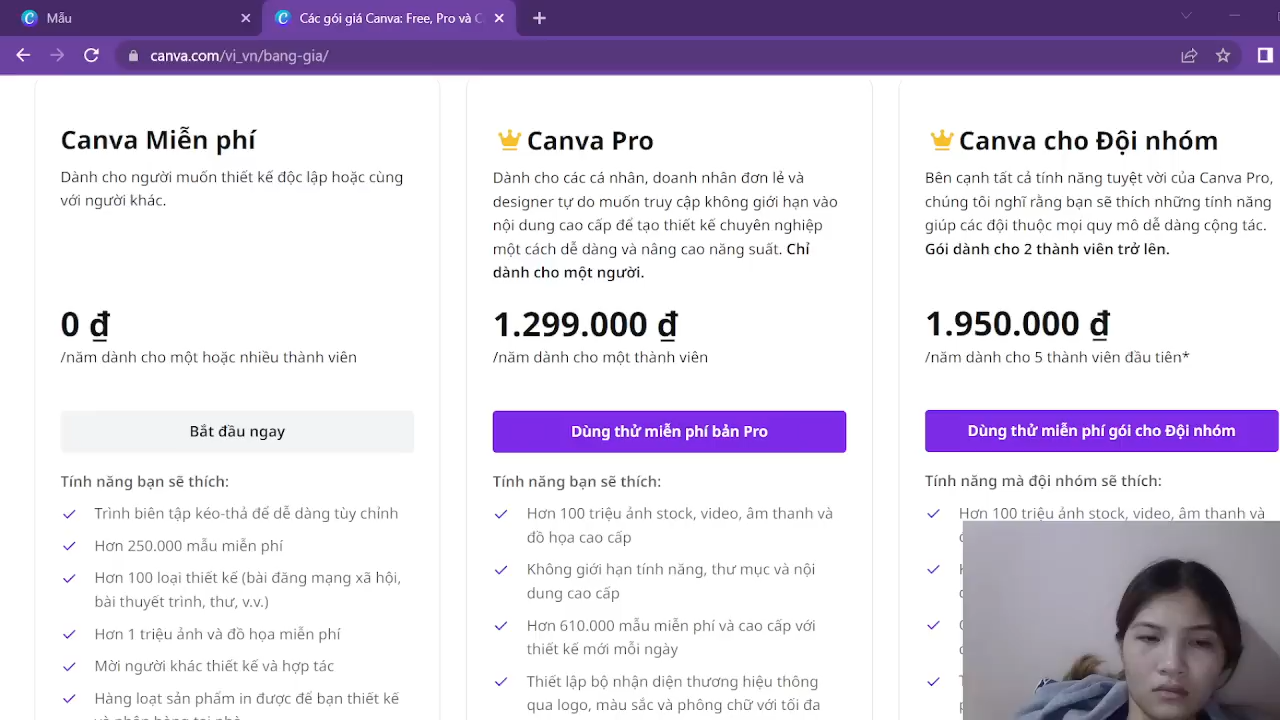 Mẫu
Các gói giá Canva: Free, Pro và C
canva.com/vi_vn/bang-gia/
Canva Miễn phí
Dành cho người muốn thiết kế độc lập hoặc cùng
với người khác.
0 ₫
/năm dành cho một hoặc nhiều thành viên
Bắt đầu ngay
Tính năng bạn sẽ thích:
Trình biên tập kéo-thả để dễ dàng tùy chỉnh
Hơn 250.000 mẫu miễn phí
Hơn 100 loại thiết kế (bài đăng mạng xã hội,
bài thuyết trình, thư, v.v.)
Hơn 1 triệu ảnh và đồ họa miễn phí
Mời người khác thiết kế và hợp tác
Hàng loạt sản phẩm in được để bạn thiết kế
Canva Pro
Dành cho các cá nhân, doanh nhân đơn lẻ và
designer tự do muốn truy cập không giới hạn vào
nội dung cao cấp để tạo thiết kế chuyên nghiệp
một cách dễ dàng và nâng cao năng suất. Chỉ
dành cho một người.
1.299.000 ₫
/năm dành cho một thành viên
Dùng thử miễn phí bản Pro
Tính năng bạn sẽ thích:
Hơn 100 triệu ảnh stock, video, âm thanh và
đồ họa cao cấp
Không giới hạn tính năng, thư mục và nội
dung cao cấp
Hơn 610.000 mẫu miễn phí và cao cấp với
thiết kế mới mỗi ngày
Thiết lập bộ nhận diện thương hiệu thông
qua logo, màu sắc và phông chữ với tối đa
Canva cho Đội nhóm
Bên cạnh tất cả tính năng tuyệt vời của Canva Pro,
chúng tôi nghĩ rằng bạn sẽ thích những tính năng
giúp các đội thuộc mọi quy mô dễ dàng cộng tác.
Gói dành cho 2 thành viên trở lên.
1.950.000 ₫
/năm dành cho 5 thành viên đầu tiên*
Dùng thử miễn phí gói cho Đội nhóm
Tính năng mà đội nhóm sẽ thích:
Hơn 100 triệu ảnh stock, video, âm thanh và